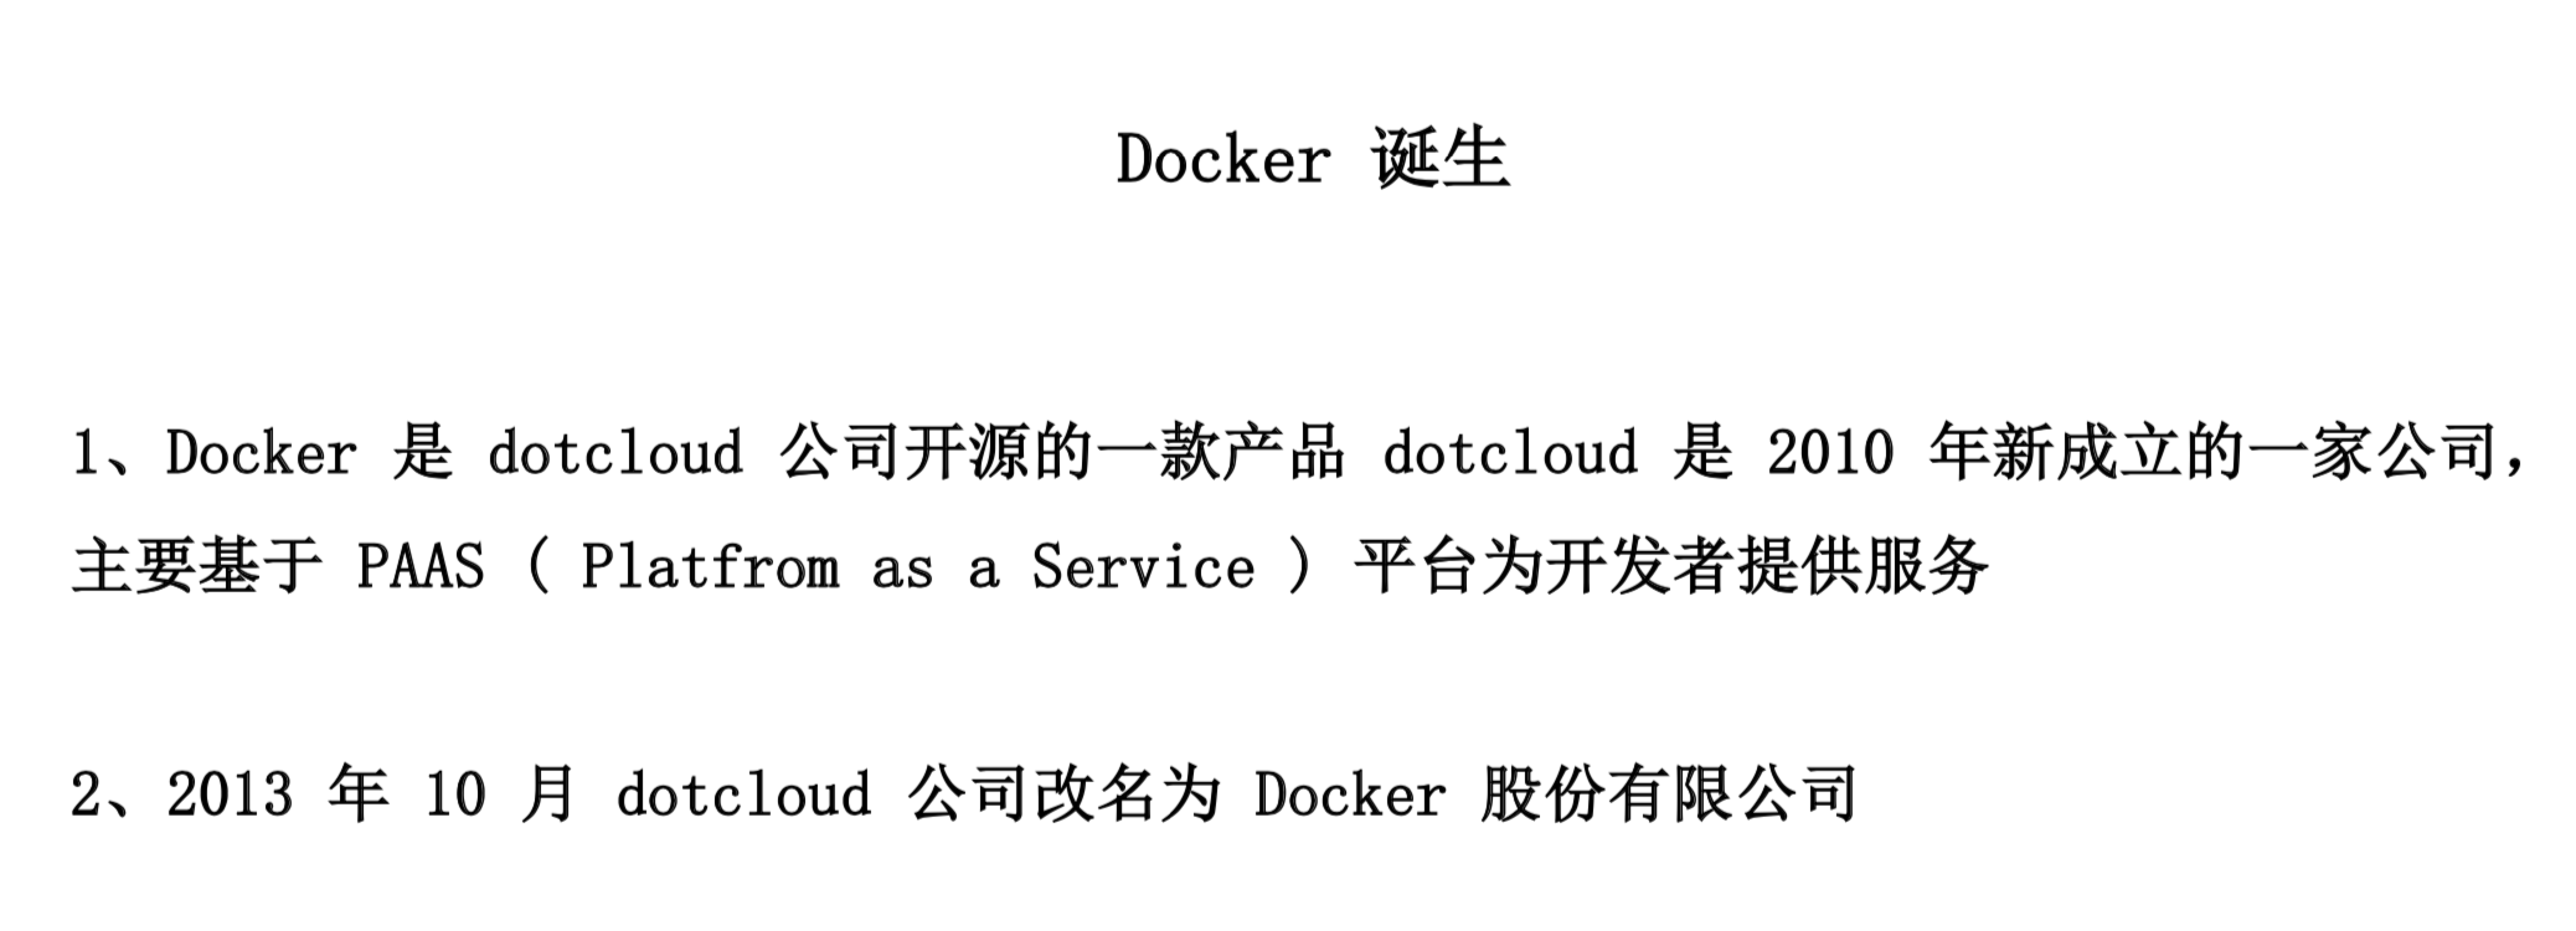 Docker 诞生
1、Docker 是 dotcloud 公司开源的一款产品 dotcloud 是 2010 年新成立的一家公司，
主要基于 PAAS ( Platfrom as a Service ) 平台为开发者提供服务
2、2013 年 10 月 dotcloud 公司改名为 Docker 股份有限公司